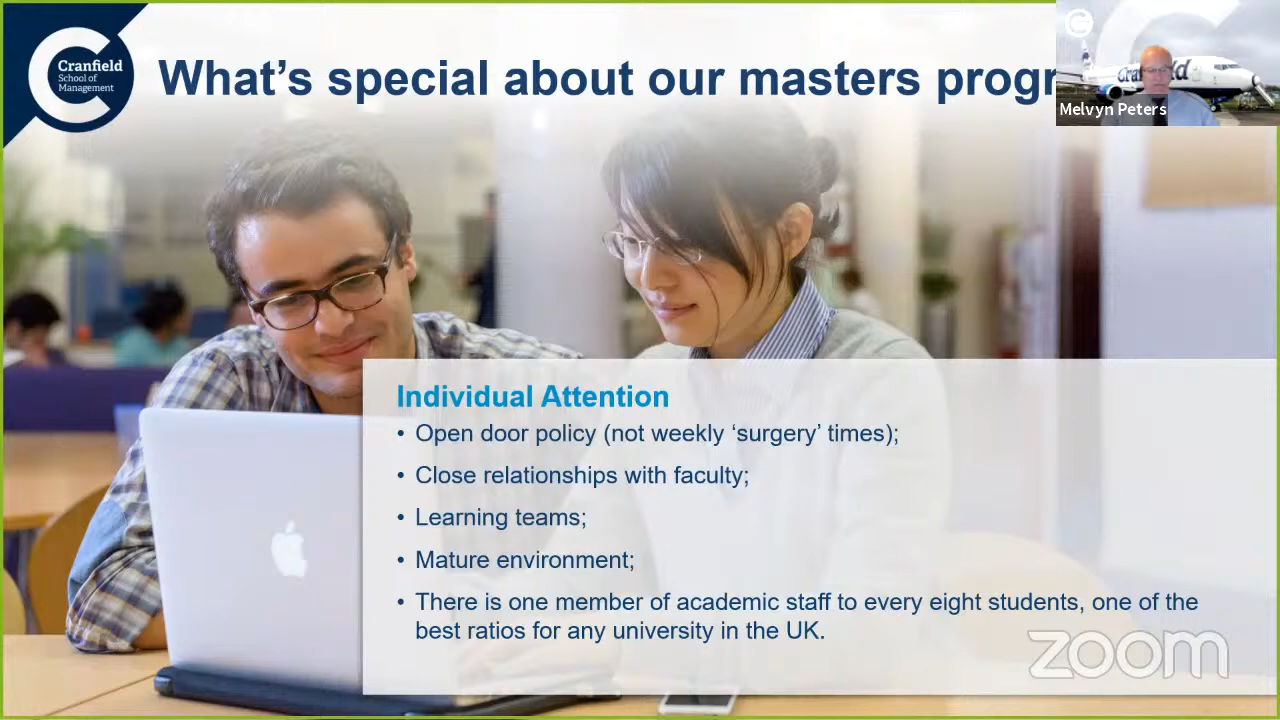 Cranfield
School of
Management
What's special about our masters progr
Melvyn Peters
Individual Attention
• Open door policy (not weekly ‘surgery’ times);
• Close relationships with faculty;
• Learning teams;
• Mature environment;
• There is one member of academic staff to every eight students, one of the
best ratios for any university in the UK.
zoom